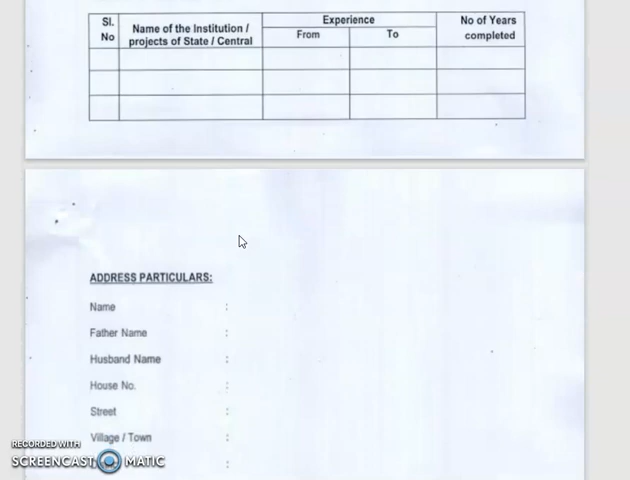 Sl. No
Name of the Institution / projects of State / Central
Experience
From
To
No of Years completed
ADDRESS PARTICULARS:
Name :
Father Name :
Husband Name :
House No. :
Street :
Village / Town :
:
RECORDED WITH
SCREENCAST MATIC